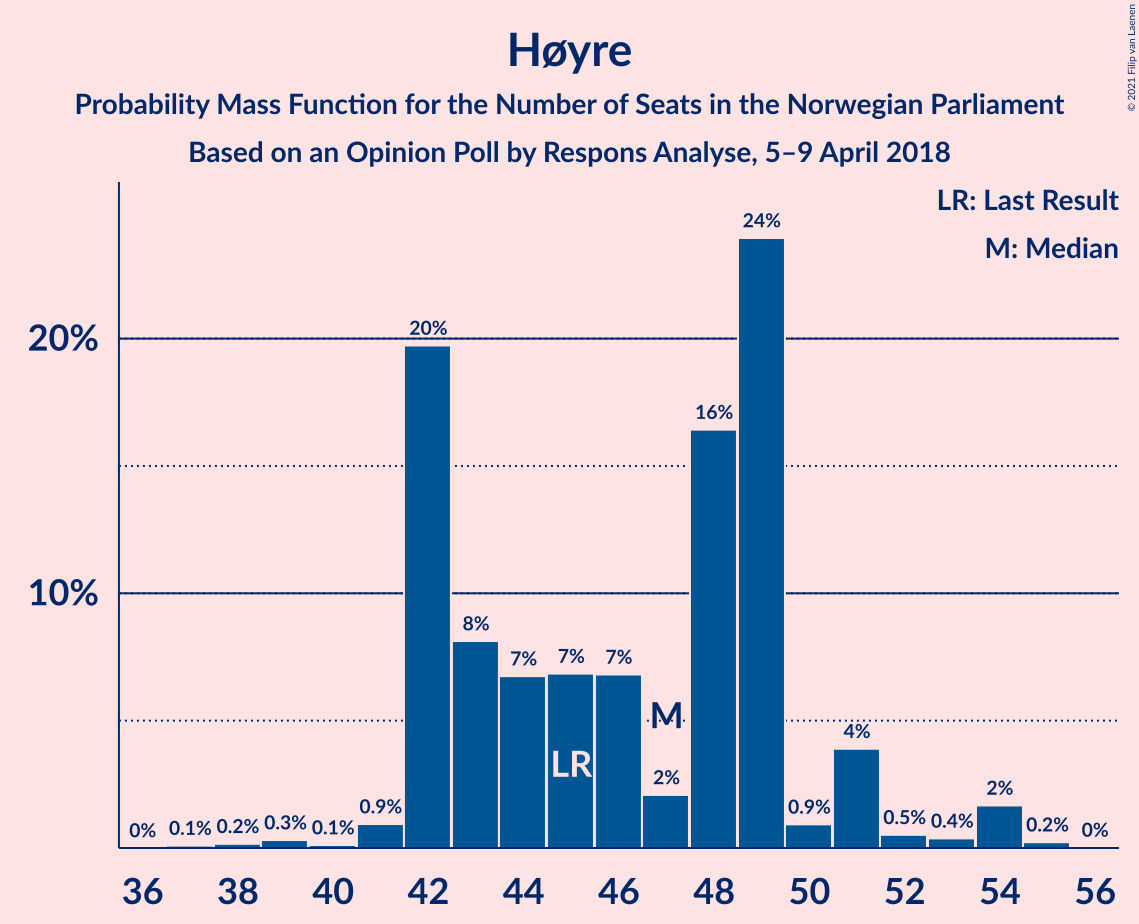 Høyre
Probability Mass Function for the Number of Seats in the Norwegian Parliament
Based on an Opinion Poll by Respons Analyse, 5–9 April 2018
© 2021 Filip van Laenen
LR: Last Result
M: Median
20%
10%
0%
0.1%
0.2%
0.3%
0.1%
0.9%
20%
8%
7%
7%
7%
2%
16%
24%
0.9%
4%
0.5%
0.4%
2%
0.2%
0%
LR
M
36 38 40 42 44 46 48 50 52 54 56